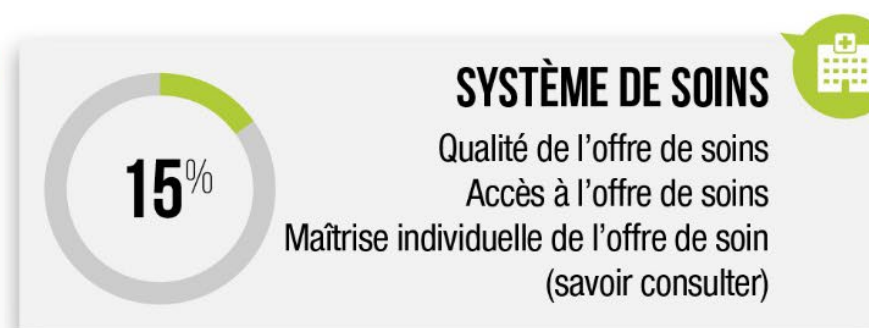 15%
SYSTÈME DE SOINS
Qualité de l’offre de soins
Accès à l’offre de soins
Maîtrise individuelle de l’offre de soin
(savoir consulter)